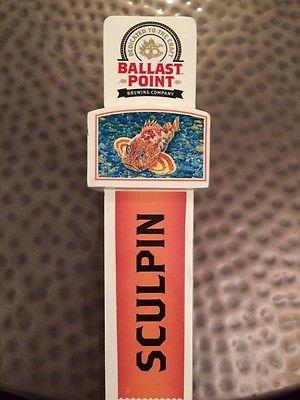 DEDICATED TO THE CRAFT
BALLAST
POINT
BREWING COMPANY
SCULPIN